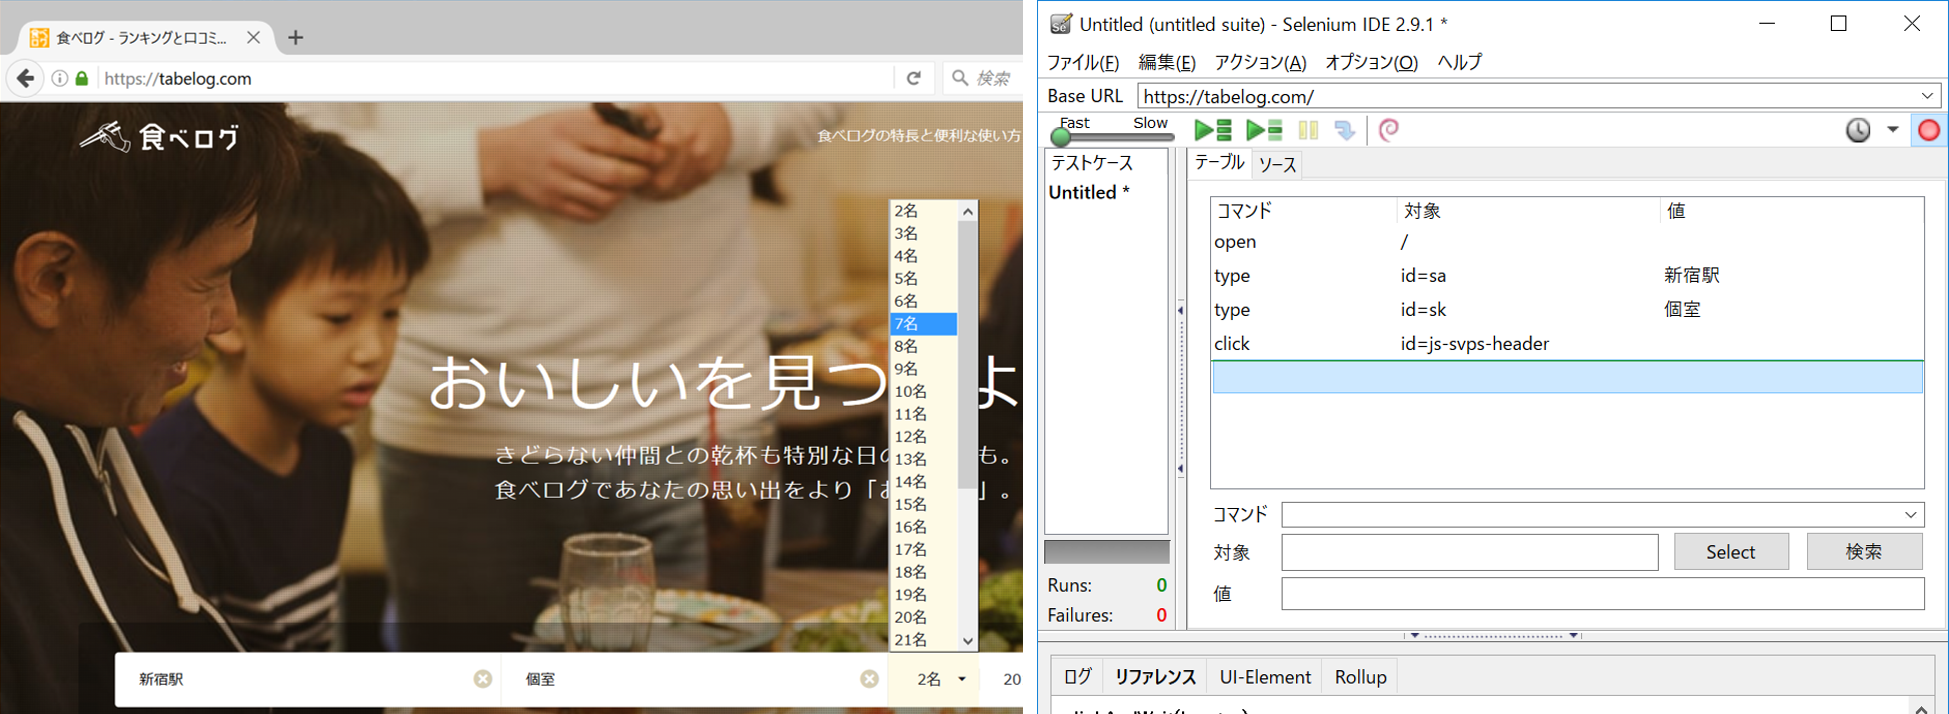 食べログ - ランキングと口コミ...
https://tabelog.com
検索
食べログ
食べログの特長と便利な使い方
2名
3名
4名
5名
6名
7名
8名
9名
10名
11名
12名
13名
14名
15名
16名
17名
18名
19名
20名
21名
おいしいを見つ よ
きどらない仲間との乾杯も特別な日の も。
食べログであなたの思い出をより「お 」。
新宿駅
個室
2名
20
Untitled (untitled suite) - Selenium IDE 2.9.1 *
ファイル(F) 編集(E) アクション(A) オプション(O) ヘルプ
Base URL https://tabelog.com/
Fast Slow
テストケース
Untitled *
Runs: 0
Failures: 0
テーブル ソース
コマンド 対象 値
open /
type id=sa 新宿駅
type id=sk 個室
click id=js-svps-header
コマンド
対象 Select 検索
値
ログ リファレンス UI-Element Rollup